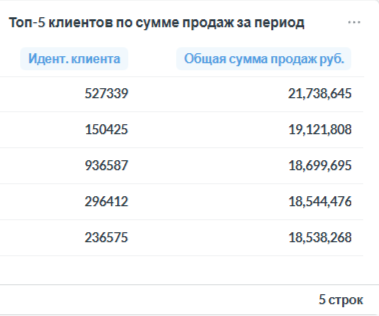 Топ-5 клиентов по сумме продаж за период
Идент. клиента Общая сумма продаж руб.
527339 21,738,645
150425 19,121,808
936587 18,699,695
296412 18,544,476
236575 18,538,268
5 строк